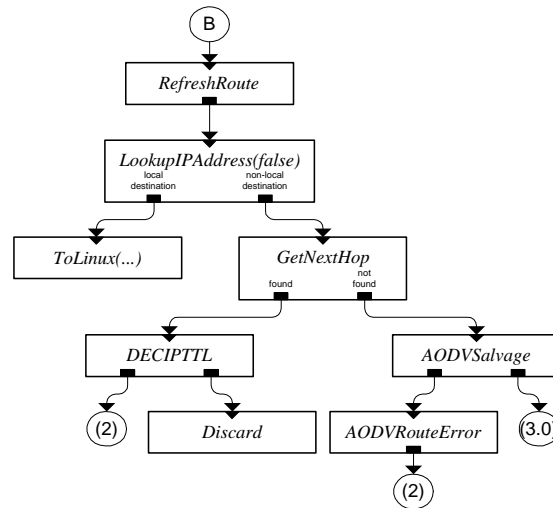 B
RefreshRoute
LookupIPAddress(false)
local
destination
non-local
destination
ToLinux(...)
GetNextHop
found
not
found
DECIPTTL
AODVSalvage
(2)
Discard
AODVRouteError
(3.0)
(2)